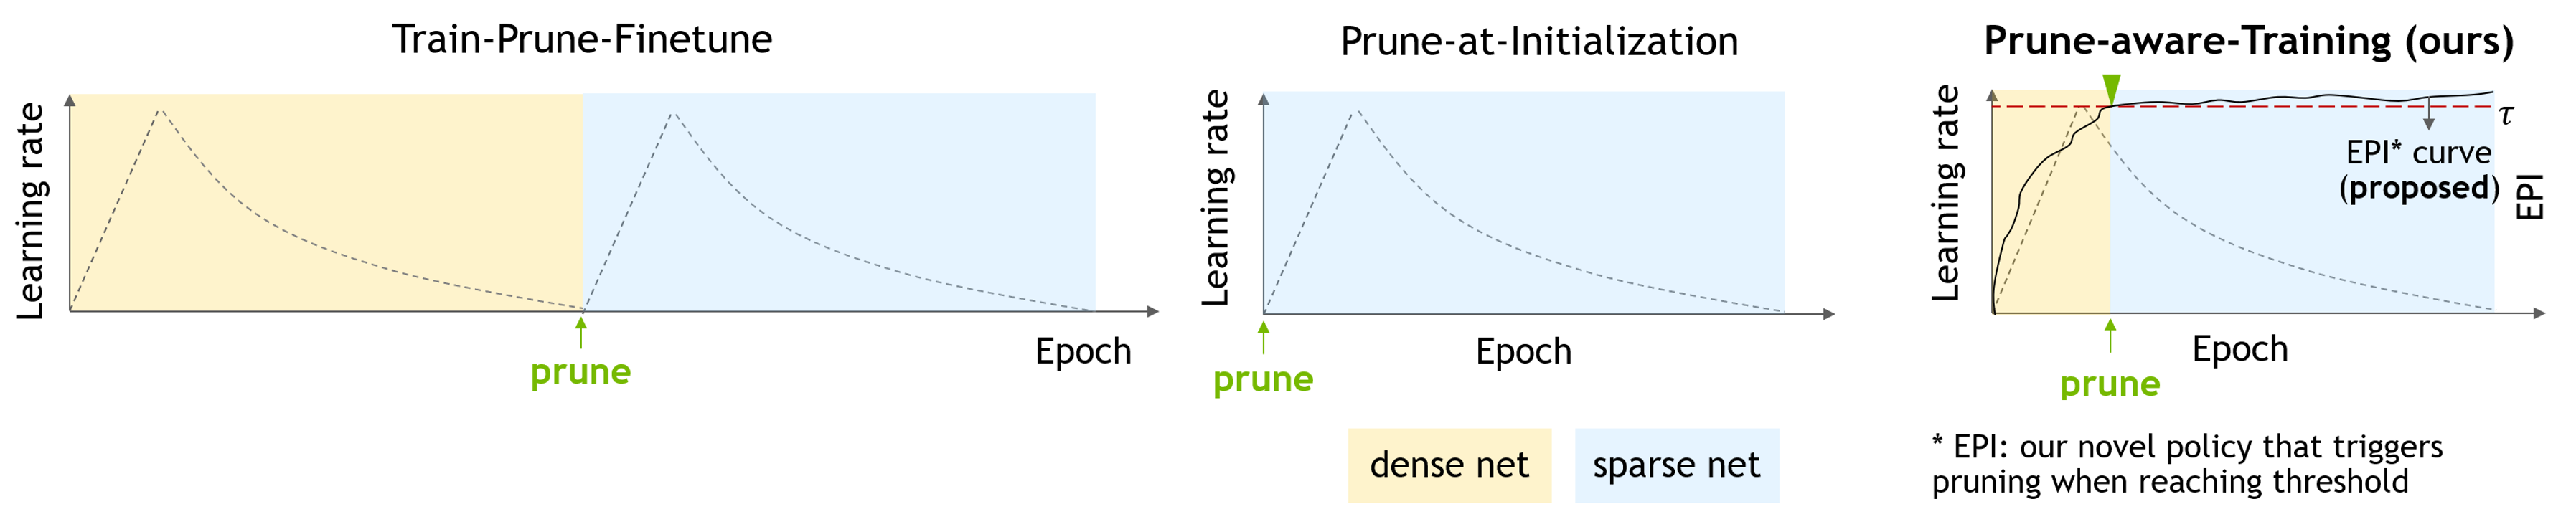 Train-Prune-Finetune
Learning rate
prune
Epoch
Prune-at-Initialization
Learning rate
prune
Epoch
dense net
sparse net
Prune-aware-Training (ours)
Learning rate
τ
EPI* curve
(proposed)
EPI
Epoch
prune
* EPI: our novel policy that triggers
pruning when reaching threshold